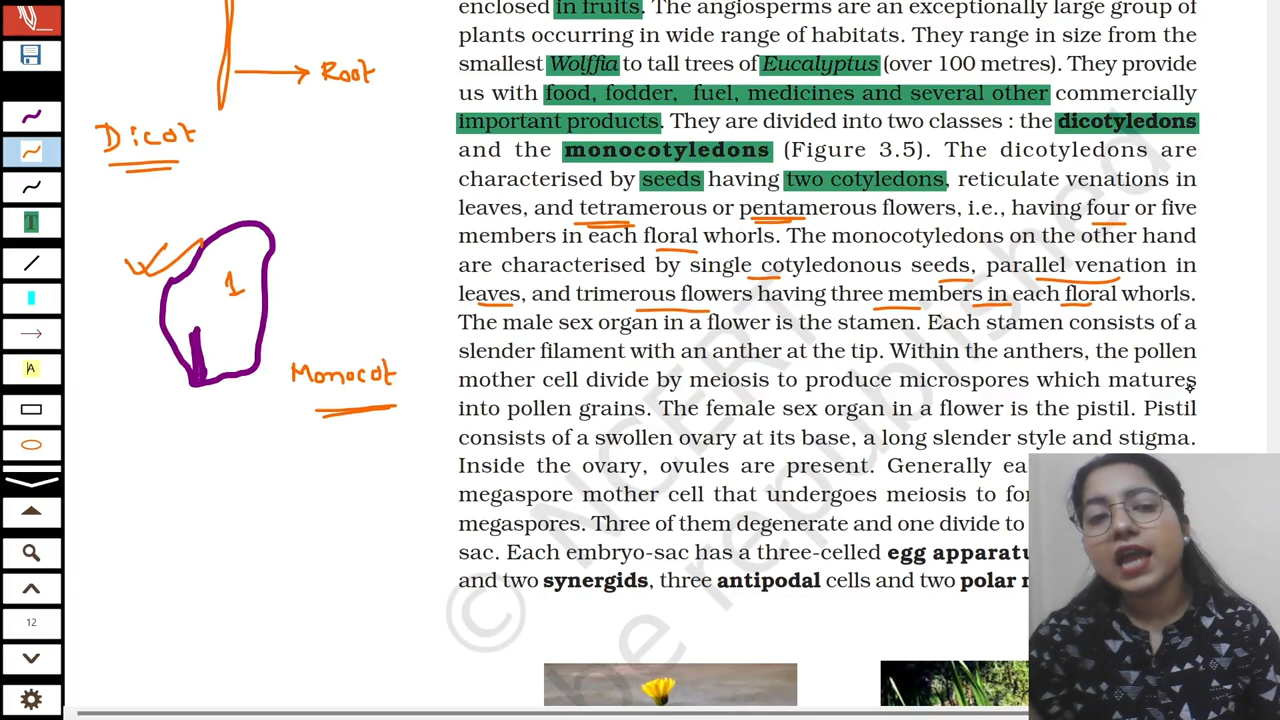 enclosed in fruits. The angiosperms are an exceptionally large group of
plants occurring in wide range of habitats. They range in size from the
smallest Wolffia to tall trees of Eucalyptus (over 100 metres). They provide
us with food, fodder, fuel, medicines and several other commercially
important products. They are divided into two classes : the dicotyledons
and the monocotyledons (Figure 3.5). The dicotyledons are
characterised by seeds having two cotyledons, reticulate venations in
leaves, and tetramerous or pentamerous flowers, i.e., having four or five
members in each floral whorls. The monocotyledons on the other hand
are characterised by single cotyledonous seeds, parallel venation in
leaves, and trimerous flowers having three members in each floral whorls.
The male sex organ in a flower is the stamen. Each stamen consists of a
slender filament with an anther at the tip. Within the anthers, the pollen
mother cell divide by meiosis to produce microspores which matures
into pollen grains. The female sex organ in a flower is the pistil. Pistil
consists of a swollen ovary at its base, a long slender style and stigma.
Inside the ovary, ovules are present. Generally ea
megaspore mother cell that undergoes meiosis to for
megaspores. Three of them degenerate and one divide to
sac. Each embryo-sac has a three-celled egg apparatu
and two synergids, three antipodal cells and two polar n
Root
Dicot
1
Monocot
T
A
12
© NCERT
be republished